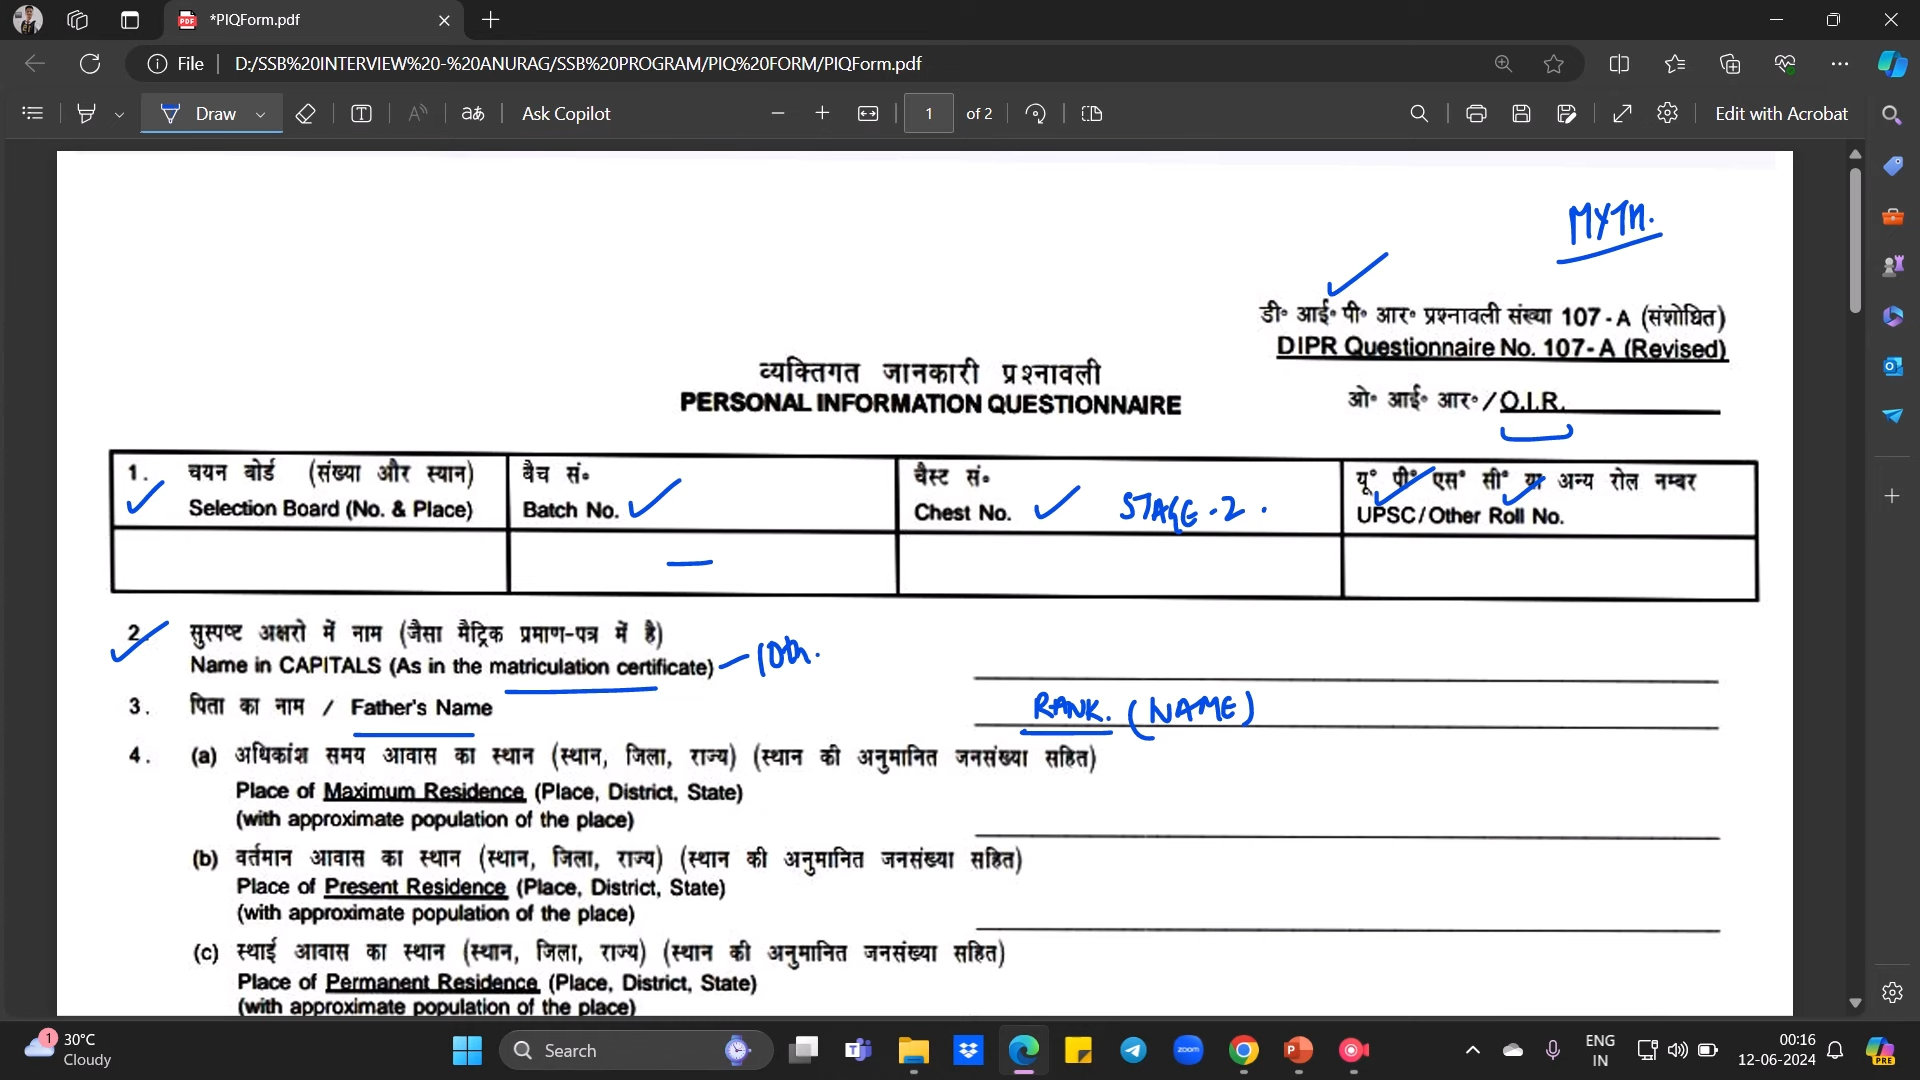 *PIQForm.pdf
File
D:/SSB%20INTERVIEW%20-%20ANURAG/SSB%20PROGRAM/PIQ%20FORM/PIQForm.pdf
Draw
Ask Copilot
1 of 2
Edit with Acrobat
MYTH.
डी॰ आई॰ पी॰ आर॰ प्रश्नावली संख्या 107-A (संशोधित)
DIPR Questionnaire No. 107-A (Revised)
व्यक्तिगत जानकारी प्रश्नावली
PERSONAL INFORMATION QUESTIONNAIRE
ओ॰ आई॰ आर॰/O.I.R.
1. चयन बोर्ड (संख्या और स्थान)
Selection Board (No. & Place)
बैच सं॰
Batch No.
चैस्ट सं॰
Chest No.
STAGE-2.
यू॰ पी॰ एस॰ सी॰ या अन्य रोल नम्बर
UPSC/Other Roll No.
2. सुस्पष्ट अक्षरो में नाम (जैसा मैट्रिक प्रमाण-पत्र में है)
Name in CAPITALS (As in the matriculation certificate) - 10th.
3. पिता का नाम / Father's Name
RANK. (NAME)
4. (a) अधिकांश समय आवास का स्थान (स्थान, जिला, राज्य) (स्थान की अनुमानित जनसंख्या सहित)
Place of Maximum Residence (Place, District, State)
(with approximate population of the place)
(b) वर्तमान आवास का स्थान (स्थान, जिला, राज्य) (स्थान की अनुमानित जनसंख्या सहित)
Place of Present Residence (Place, District, State)
(with approximate population of the place)
(c) स्थाई आवास का स्थान (स्थान, जिला, राज्य) (स्थान की अनुमानित जनसंख्या सहित)
Place of Permanent Residence (Place, District, State)
(with approximate population of the place)
1
30°C
Cloudy
Search
zoom
ENG
IN
00:16
12-06-2024
PRE